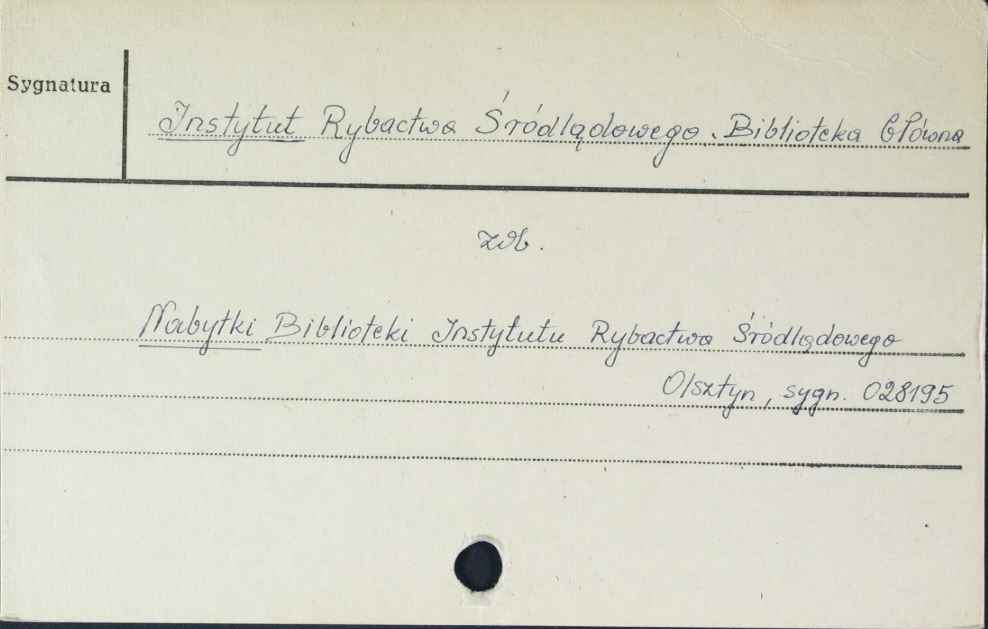 Sygnatura
Instytut Rybactwa Śródlądowego. Biblioteka Główna
zob.
Nabytki Biblioteki Instytutu Rybactwa Śródlądowego
Olsztyn, sygn. 028195